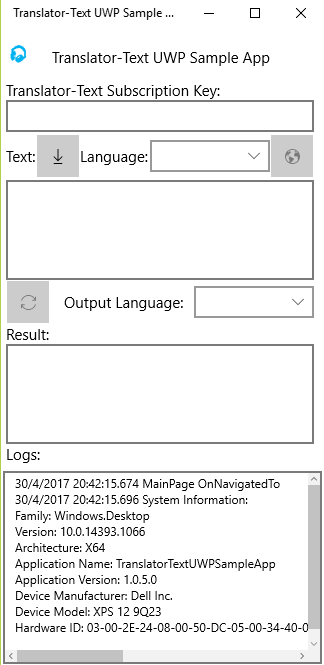 Translator-Text UWP Sample ...
Translator-Text UWP Sample App
Translator-Text Subscription Key:
Text: Language:
Output Language:
Result:
Logs:
30/4/2017 20:42:15.674 MainPage OnNavigatedTo
30/4/2017 20:42:15.696 System Information:
Family: Windows.Desktop
Version: 10.0.14393.1066
Architecture: X64
Application Name: TranslatorTextUWPSampleApp
Application Version: 1.0.5.0
Device Manufacturer: Dell Inc.
Device Model: XPS 12 9Q23
Hardware ID: 03-00-2E-24-08-00-50-DC-05-00-34-40-0